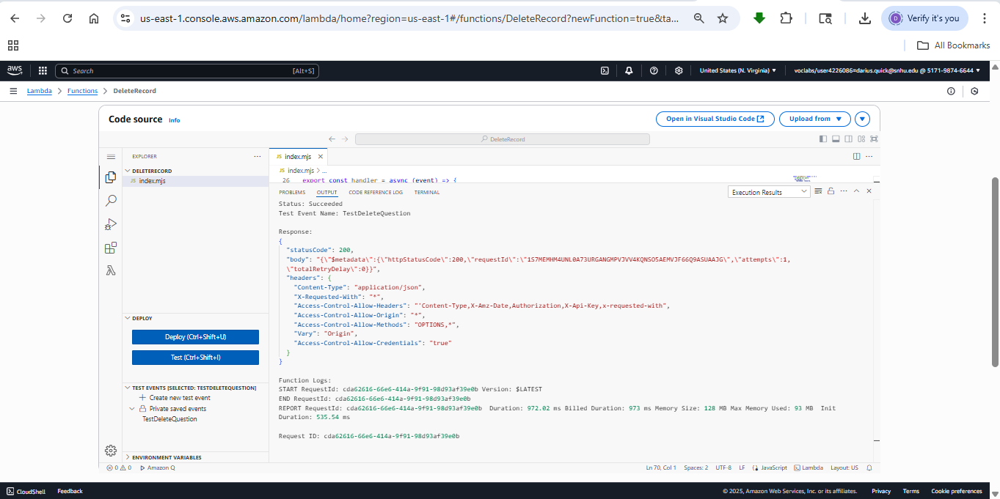 us-east-1.console.aws.amazon.com/lambda/home?region=us-east-1#/functions/DeleteRecord?newFunction=true&ta...
D
Verify it's you
All Bookmarks
aws
Search
[Alt+S]
United States (N. Virginia)
voclabs/user4226086=darius.quick@snhu.edu @ 5171-9874-6644
Lambda > Functions > DeleteRecord
Code source
Info
Open in Visual Studio Code
Upload from
DeleteRecord
EXPLORER
DELETERECORD
JS index.mjs
JS index.mjs
JS index.mjs > ...
26 export const handler = async (event) => {
PROBLEMS OUTPUT CODE REFERENCE LOG TERMINAL
Execution Results
Status: Succeeded
Test Event Name: TestDeleteQuestion
Response:
{
"statusCode": 200,
"body": "{\"$metadata\":{\"httpStatusCode\":200,\"requestId\":\"1S7MEMHM4UNL0A73URGANGMPVJVV4KQNSO5AEMVJF66Q9ASUAAJG\",\"attempts\":1,
\"totalRetryDelay\":0}}",
"headers": {
"Content-Type": "application/json",
"X-Requested-With": "*",
"Access-Control-Allow-Headers": "'Content-Type,X-Amz-Date,Authorization,X-Api-Key,x-requested-with",
"Access-Control-Allow-Origin": "*",
"Access-Control-Allow-Methods": "OPTIONS,*",
"Vary": "Origin",
"Access-Control-Allow-Credentials": "true"
}
}
Function Logs:
START RequestId: cda62616-66e6-414a-9f91-98d93af39e0b Version: $LATEST
END RequestId: cda62616-66e6-414a-9f91-98d93af39e0b
REPORT RequestId: cda62616-66e6-414a-9f91-98d93af39e0b Duration: 972.02 ms Billed Duration: 973 ms Memory Size: 128 MB Max Memory Used: 93 MB Init
Duration: 535.54 ms
Request ID: cda62616-66e6-414a-9f91-98d93af39e0b
DEPLOY
Deploy (Ctrl+Shift+U)
Test (Ctrl+Shift+I)
TEST EVENTS [SELECTED: TESTDELETEQUESTION]
Create new test event
Private saved events
TestDeleteQuestion
ENVIRONMENT VARIABLES
0 0 Amazon Q
Ln 70, Col 1 Spaces: 2 UTF-8 LF JavaScript Lambda Layout: US
CloudShell Feedback
© 2025, Amazon Web Services, Inc. or its affiliates. Privacy Terms Cookie preferences